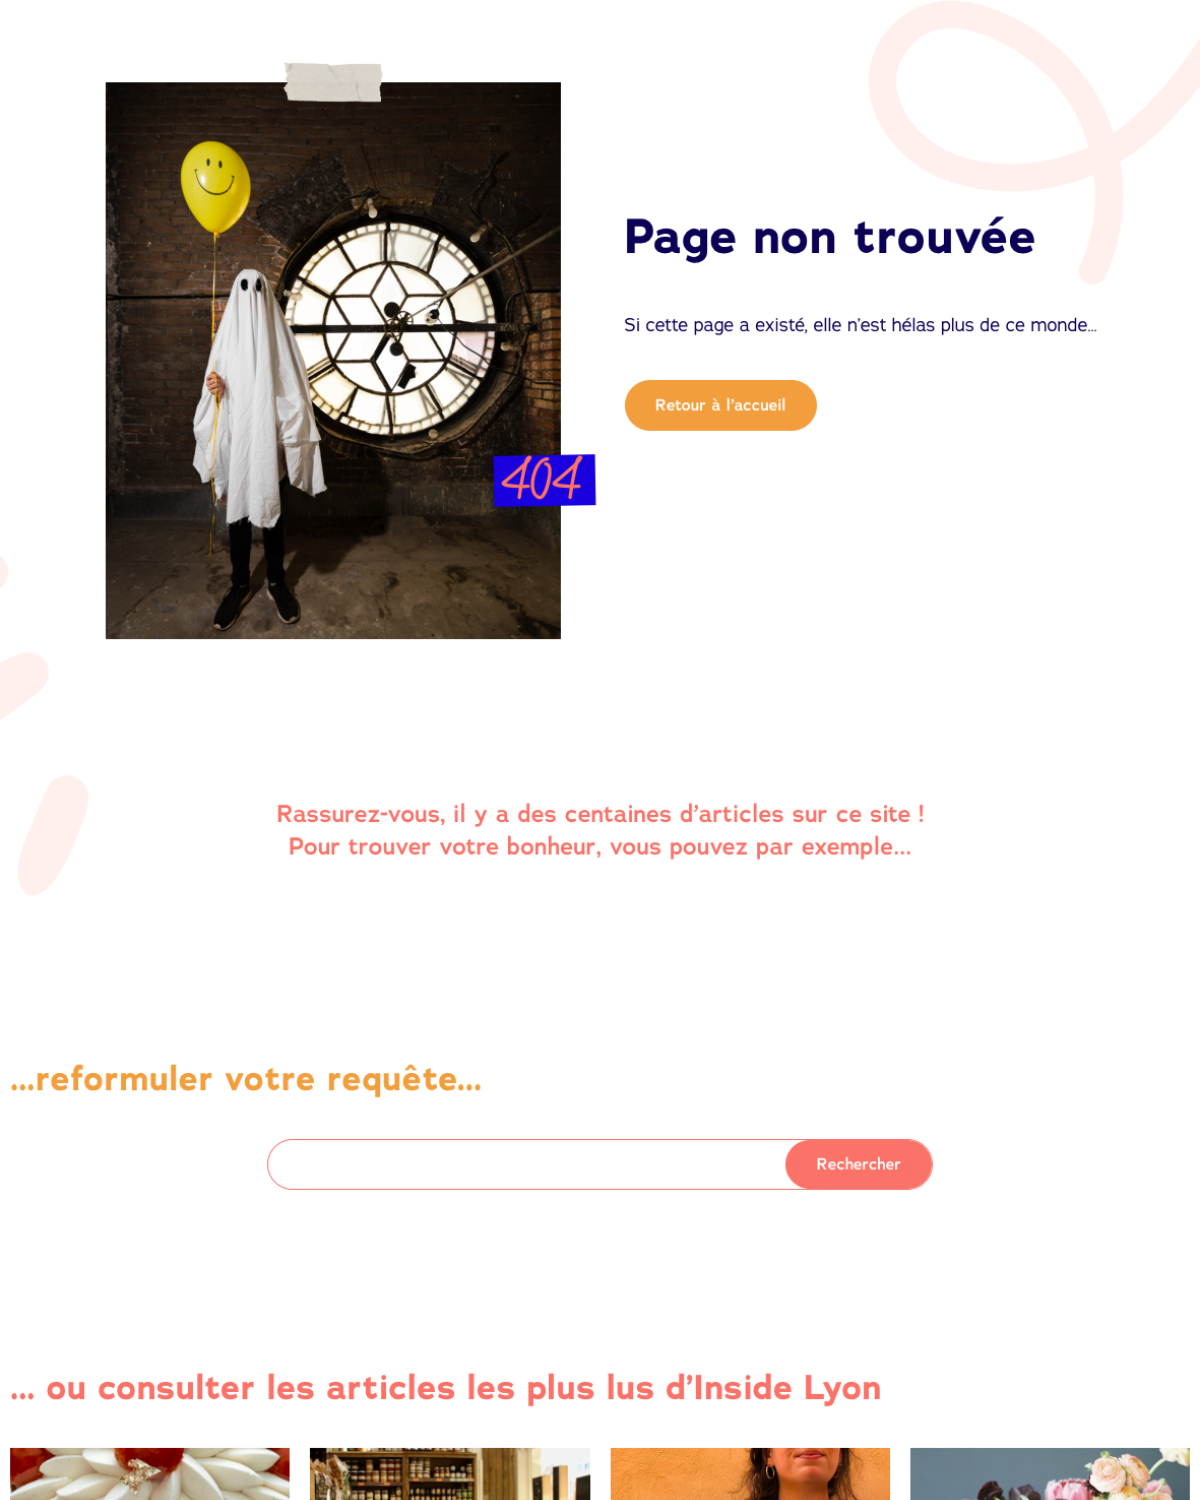 Page non trouvée
Si cette page a existé, elle n'est hélas plus de ce monde...
Retour à l'accueil
404
Rassurez-vous, il y a des centaines d'articles sur ce site !
Pour trouver votre bonheur, vous pouvez par exemple...
...reformuler votre requête...
Rechercher
... ou consulter les articles les plus lus d'Inside Lyon